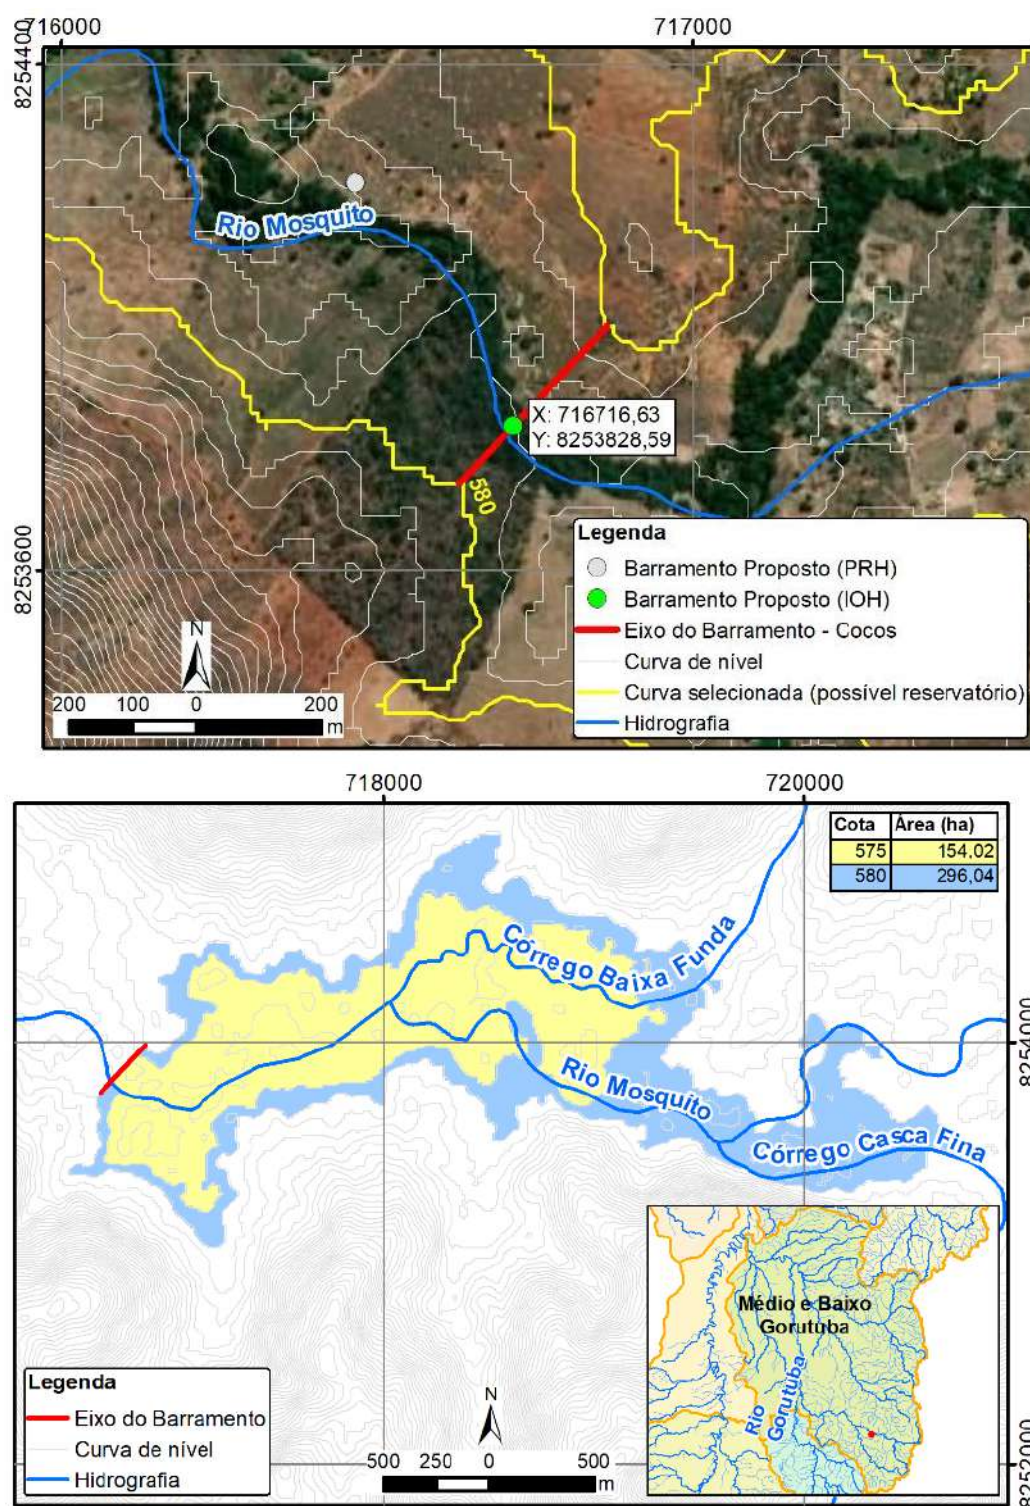 716000
717000
8254400
Rio Mosquito
X: 716716,63
Y: 8253828,59
580
8253600
Legenda
Barramento Proposto (PRH)
Barramento Proposto (IOH)
Eixo do Barramento - Cocos
Curva de nível
Curva selecionada (possível reservatório)
Hidrografia
N
200 100 0 200
m
718000
720000
Cota Área (ha)
575 154,02
580 296,04
Córrego Baixa Funda
8254000
Rio Mosquito
Córrego Casca Fina
Médio e Baixo
Gorutuba
Rio
Gorutuba
Legenda
Eixo do Barramento
Curva de nível
Hidrografia
N
500 250 0 500
m
8252000